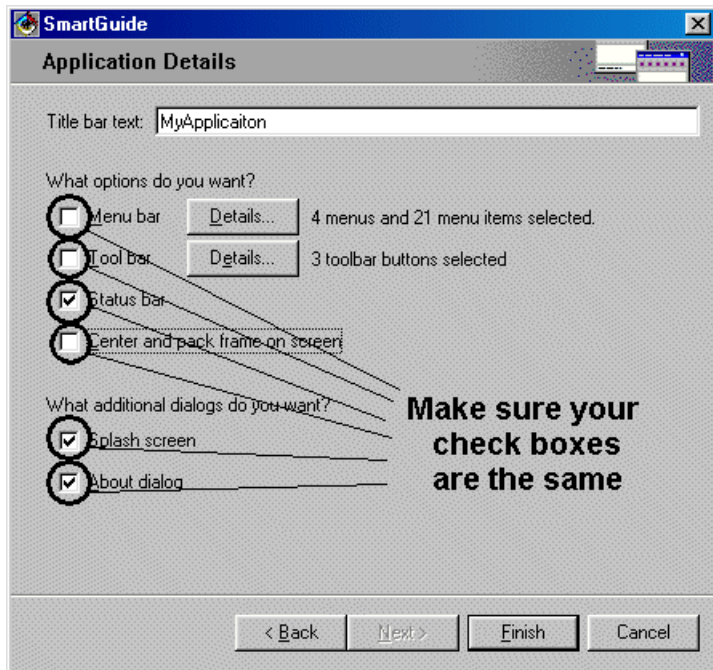 SmartGuide
Application Details
Title bar text: MyApplicaiton
What options do you want?
Menu bar Details... 4 menus and 21 menu items selected.
Tool bar Details... 3 toolbar buttons selected
Status bar
Center and pack frame on screen
What additional dialogs do you want?
Splash screen
About dialog
Make sure your
check boxes
are the same
< Back Next > Finish Cancel